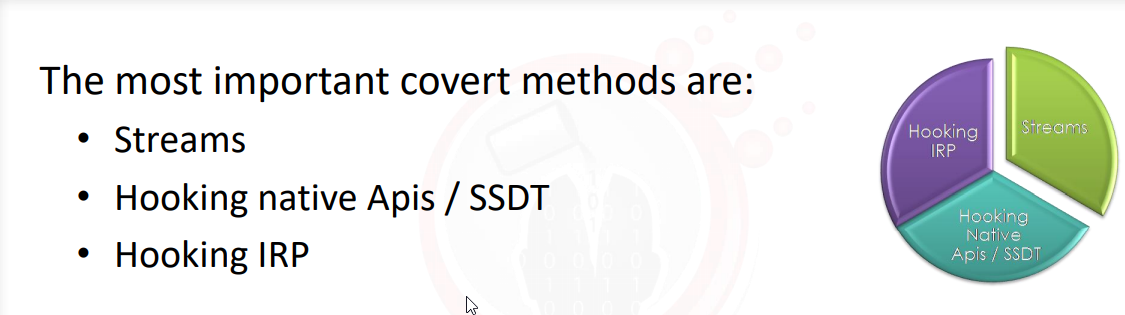 The most important covert methods are:
• Streams
• Hooking native Apis / SSDT
• Hooking IRP
Hooking
IRP
Streams
Hooking
Native
Apis / SSDT